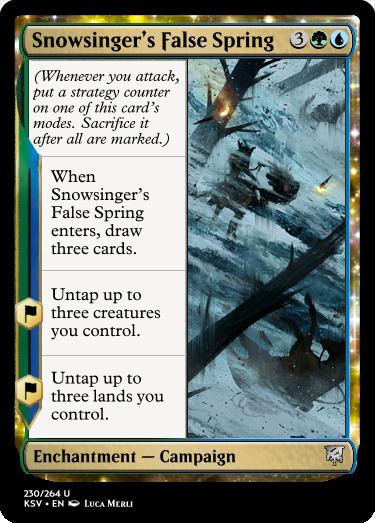 Snowsinger's False Spring 3
(Whenever you attack,
put a strategy counter
on one of this card's
modes. Sacrifice it
after all are marked.)
When
Snowsinger's
False Spring
enters, draw
three cards.
Untap up to
three creatures
you control.
Untap up to
three lands you
control.
Enchantment — Campaign
230/264 U
KSV • EN Luca Merli